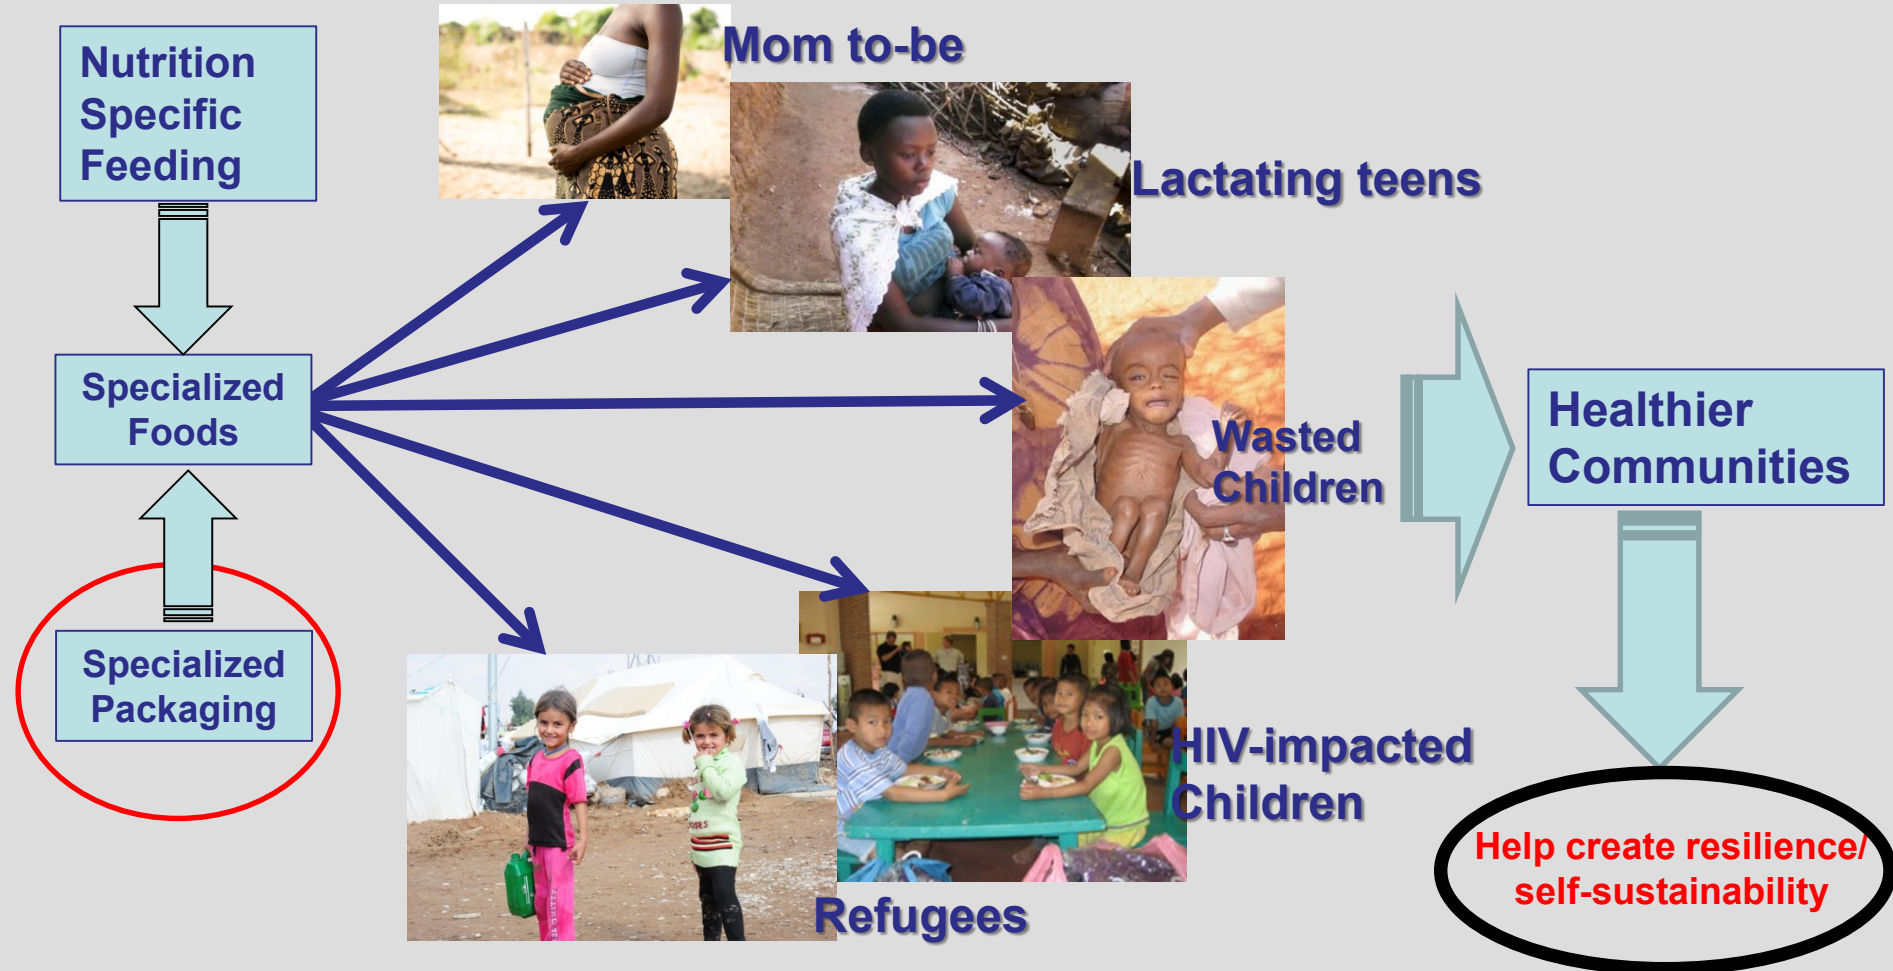 Nutrition
Specific
Feeding
Specialized
Foods
Specialized
Packaging
Mom to-be
Lactating teens
Wasted
Children
HIV-impacted
Children
Refugees
Healthier
Communities
Help create resilience/
self-sustainability